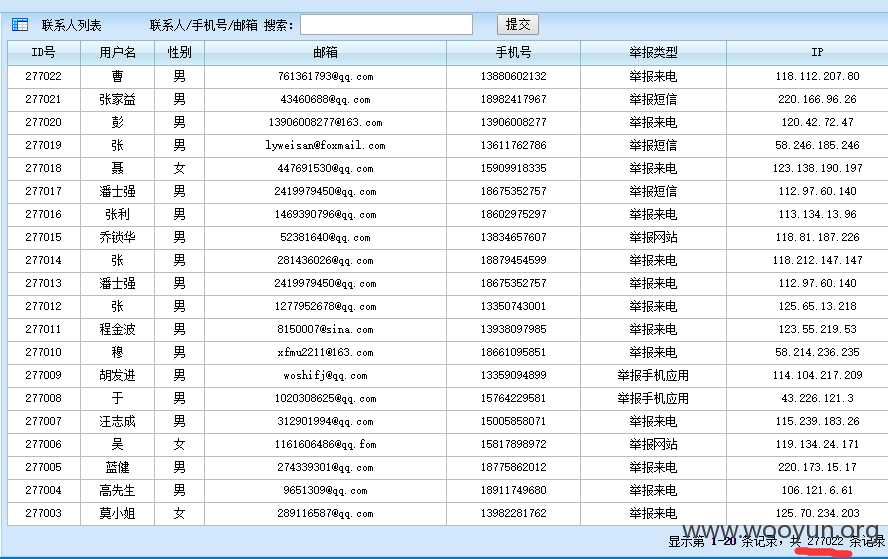 联系人列表 联系人/手机号/邮箱 搜索: 提交
ID号 用户名 性别 邮箱 手机号 举报类型 IP
277022 曹 男 761361793@qq.com 13880602132 举报来电 118.112.207.80
277021 张家益 男 43460688@qq.com 18982417967 举报短信 220.166.96.26
277020 彭 男 13906008277@163.com 13906008277 举报来电 120.42.72.47
277019 张 男 lyweisan@foxmail.com 13611762786 举报短信 58.246.185.246
277018 聂 女 447691530@qq.com 15909918335 举报来电 123.138.190.197
277017 潘士强 男 2419979450@qq.com 18675352757 举报短信 112.97.60.140
277016 张利 男 1469390796@qq.com 18602975297 举报来电 113.134.13.96
277015 乔锁华 男 52381640@qq.com 13834657607 举报网站 118.81.187.226
277014 张 男 281436026@qq.com 18879454599 举报来电 118.212.147.147
277013 潘士强 男 2419979450@qq.com 18675352757 举报来电 112.97.60.140
277012 张 男 1277952678@qq.com 13350743001 举报来电 125.65.13.218
277011 程金波 男 8150007@sina.com 13938097985 举报来电 123.55.219.53
277010 穆 男 xfmu2211@163.com 18661095851 举报来电 58.214.236.235
277009 胡发进 男 woshifj@qq.com 13359094899 举报手机应用 114.104.217.209
277008 于 男 1020308625@qq.com 15764229581 举报手机应用 43.226.121.3
277007 汪志成 男 312901994@qq.com 15005858071 举报来电 115.239.183.26
277006 吴 女 1161606486@qq.fom 15817898972 举报网站 119.134.24.171
277005 蓝健 男 274339301@qq.com 18775862012 举报来电 220.173.15.17
277004 高先生 男 9651309@qq.com 18911749680 举报来电 106.121.6.61
277003 莫小姐 女 289116587@qq.com 13982281762 举报来电 125.70.234.203
www.wooyun.org
显示第 1-20 条记录，共 277022 条记录